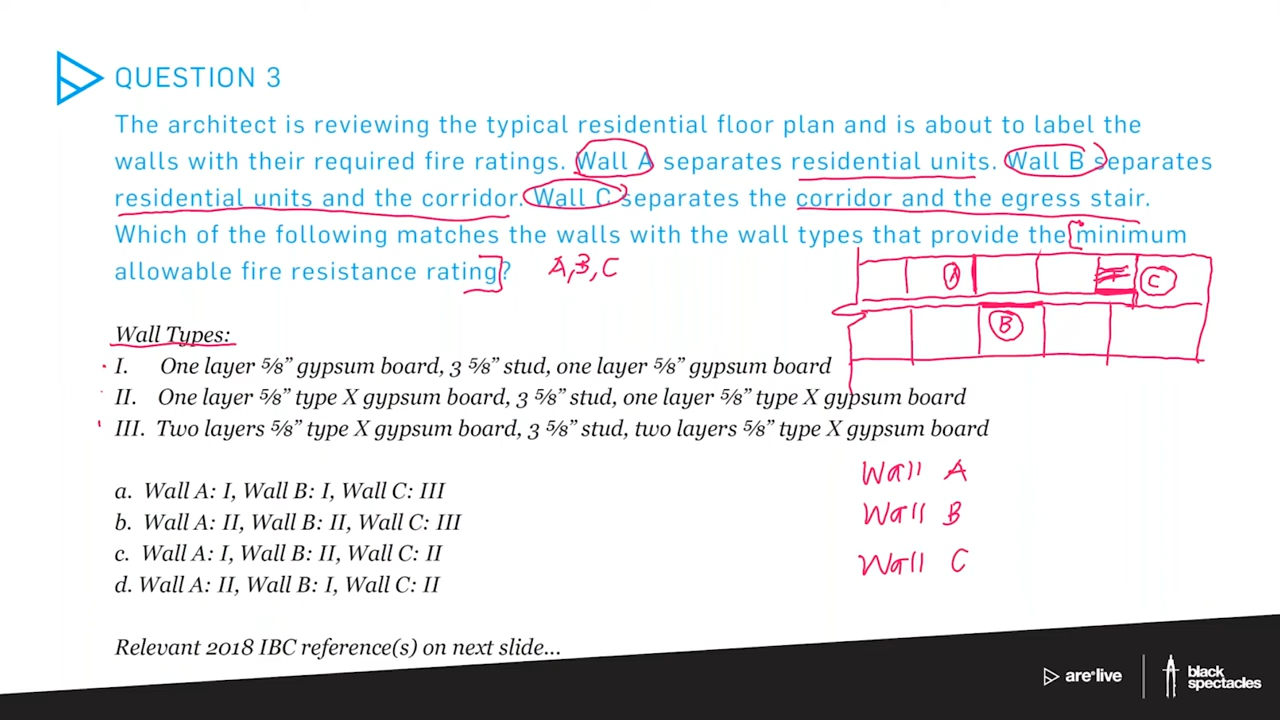 QUESTION 3
The architect is reviewing the typical residential floor plan and is about to label the
walls with their required fire ratings. Wall A separates residential units. Wall B separates
residential units and the corridor. Wall C separates the corridor and the egress stair.
Which of the following matches the walls with the wall types that provide the minimum
allowable fire resistance rating?
A, B, C
A
C
B
Wall Types:
I. One layer ⅝” gypsum board, 3 ⅝” stud, one layer ⅝” gypsum board
II. One layer ⅝” type X gypsum board, 3 ⅝” stud, one layer ⅝” type X gypsum board
III. Two layers ⅝” type X gypsum board, 3 ⅝” stud, two layers ⅝” type X gypsum board
a. Wall A: I, Wall B: I, Wall C: III
b. Wall A: II, Wall B: II, Wall C: III
c. Wall A: I, Wall B: II, Wall C: II
d. Wall A: II, Wall B: I, Wall C: II
Wall A
Wall B
Wall C
Relevant 2018 IBC reference(s) on next slide...
are•live
black
spectacles